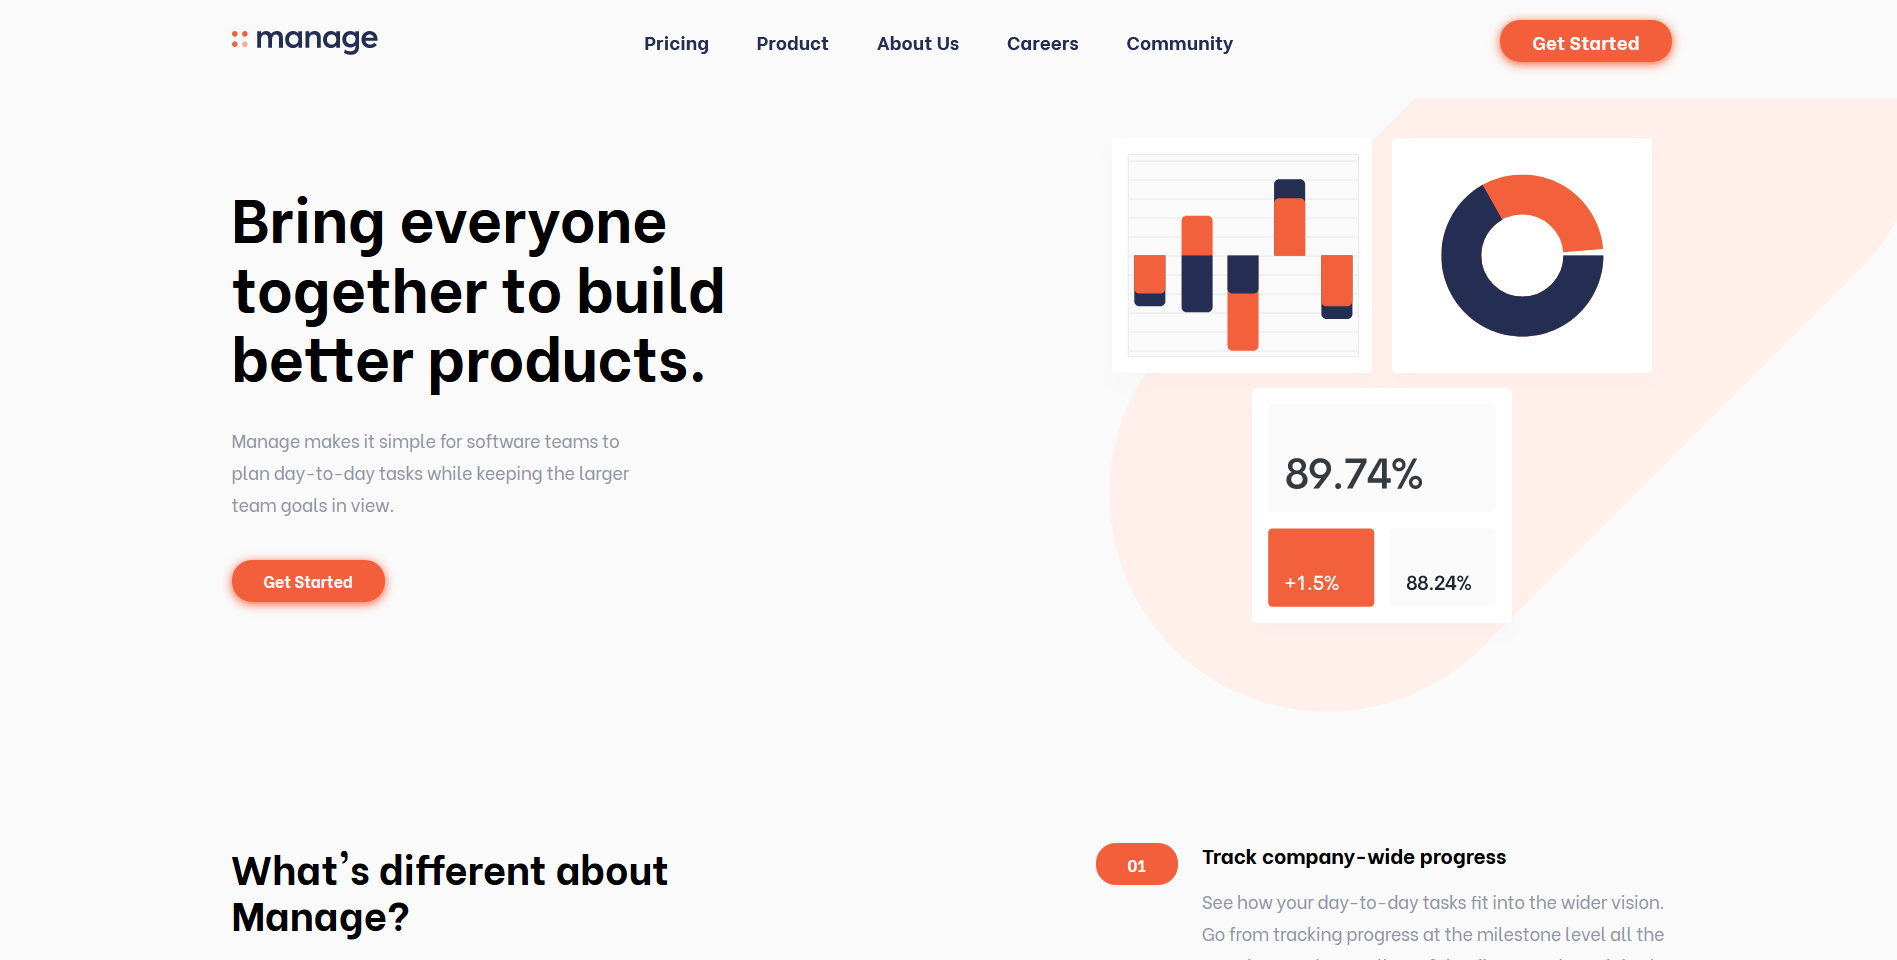 manage
Pricing Product About Us Careers Community
Get Started
Bring everyone
together to build
better products.
Manage makes it simple for software teams to
plan day-to-day tasks while keeping the larger
team goals in view.
Get Started
89.74%
+1.5%
88.24%
What's different about
Manage?
01
Track company-wide progress
See how your day-to-day tasks fit into the wider vision.
Go from tracking progress at the milestone level all the